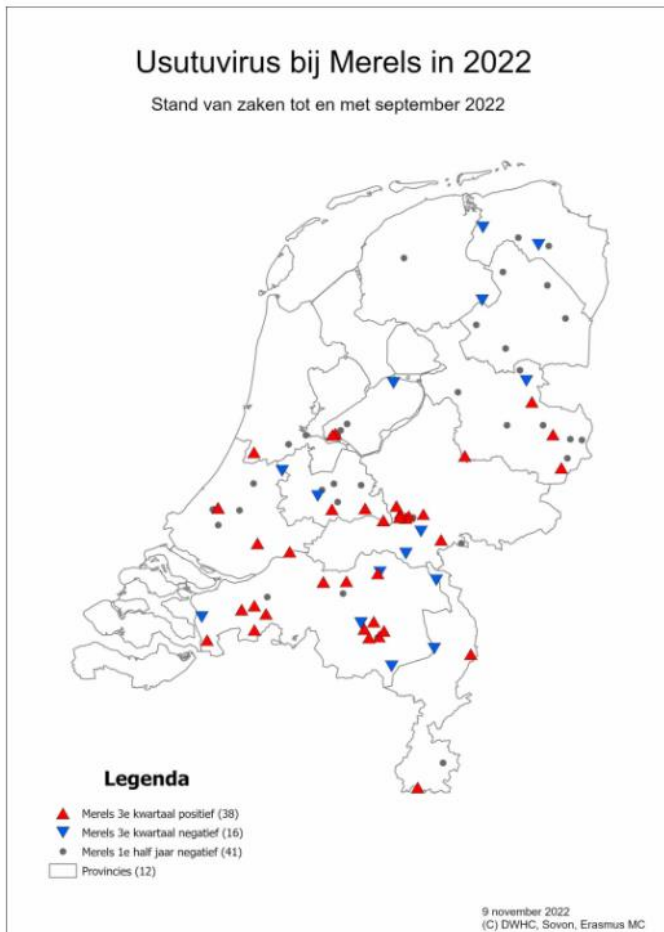 Usutuvirus bij Merels in 2022
Stand van zaken tot en met september 2022
Legenda
Merels 3e kwartaal positief (38)
Merels 3e kwartaal negatief (16)
Merels 1e half jaar negatief (41)
Provincies (12)
9 november 2022
(C) DWHC, Sovon, Erasmus MC